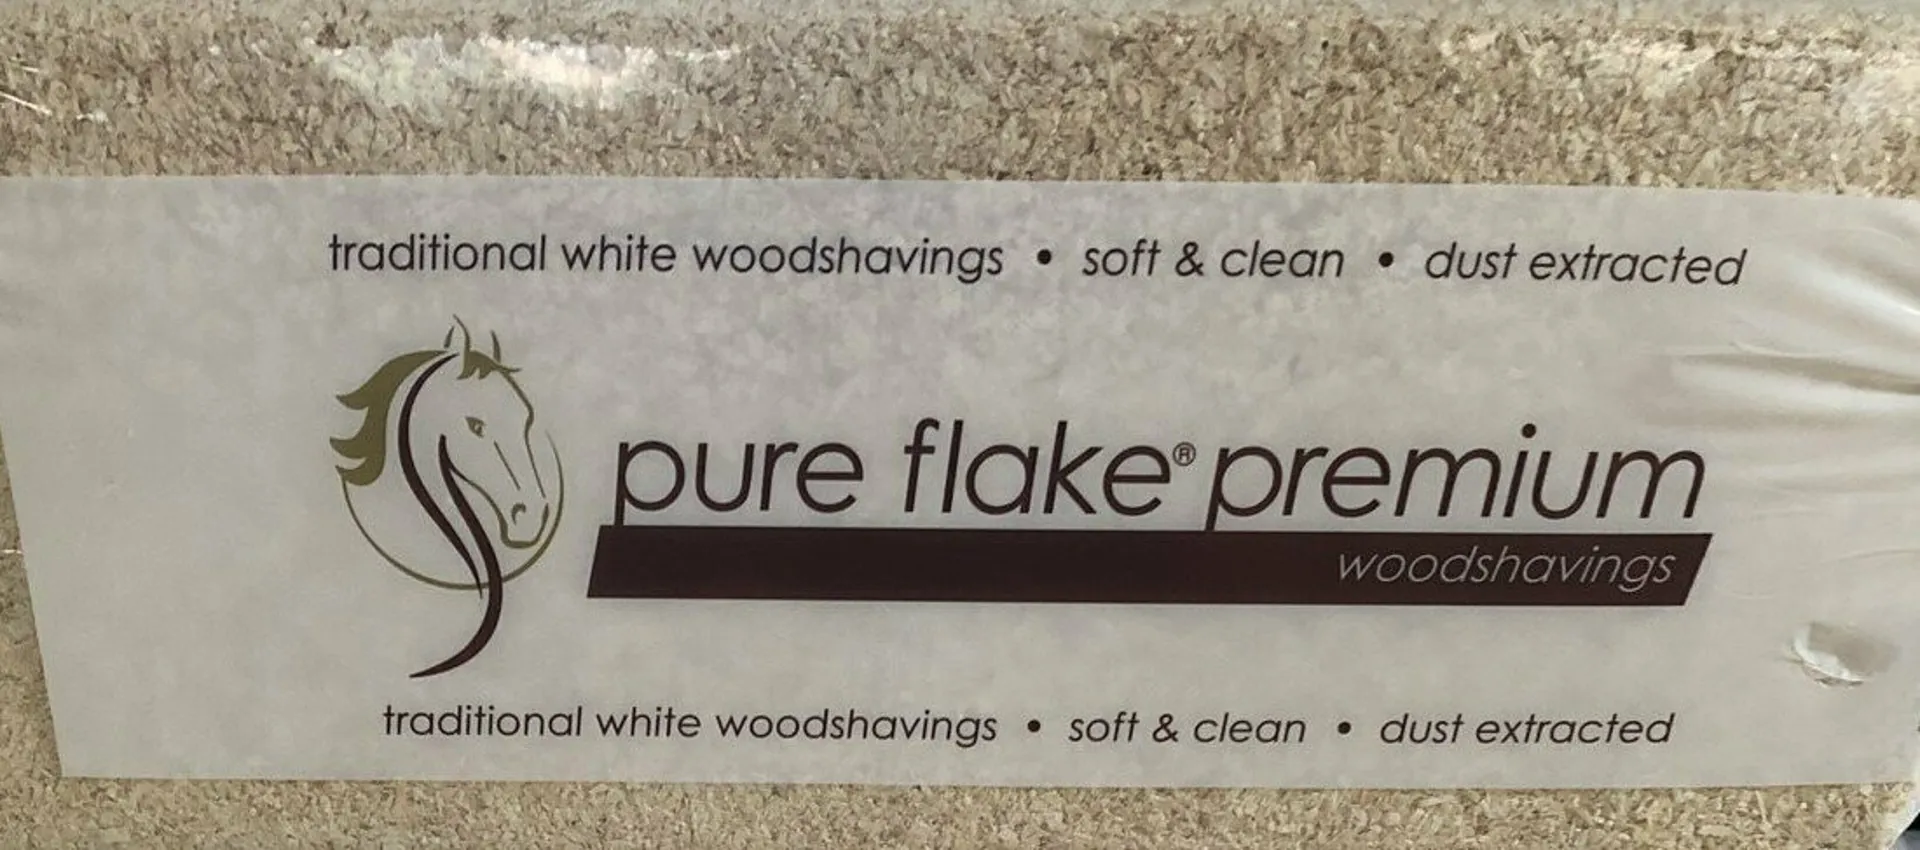 traditional white woodshavings • soft & clean • dust extracted
pure flake® premium
woodshavings
traditional white woodshavings • soft & clean • dust extracted